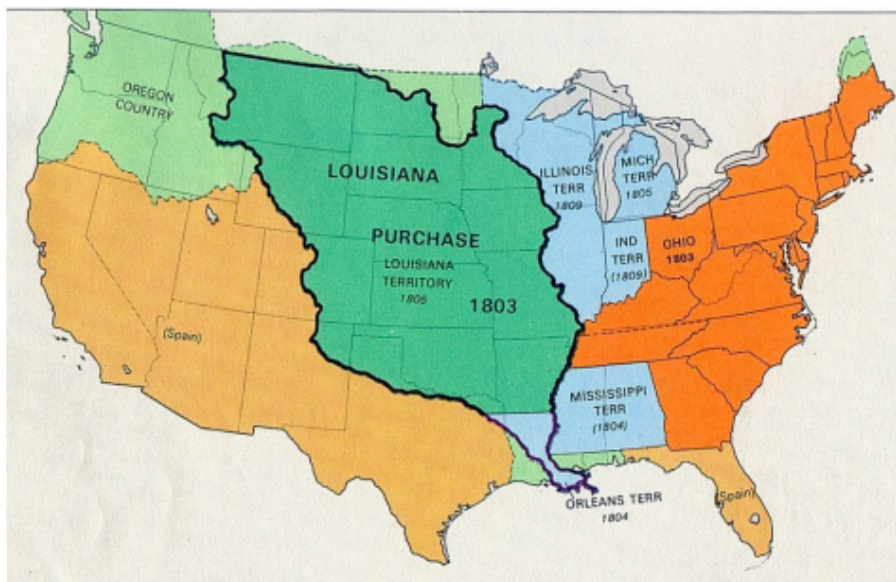 OREGON
COUNTRY
LOUISIANA
PURCHASE
LOUISIANA
TERRITORY
1805
1803
ILLINOIS
TERR
1809
MICH
TERR
1805
IND
TERR
(1809)
OHIO
1803
(Spain)
MISSISSIPPI
TERR
(1804)
(Spain)
ORLEANS TERR
1804